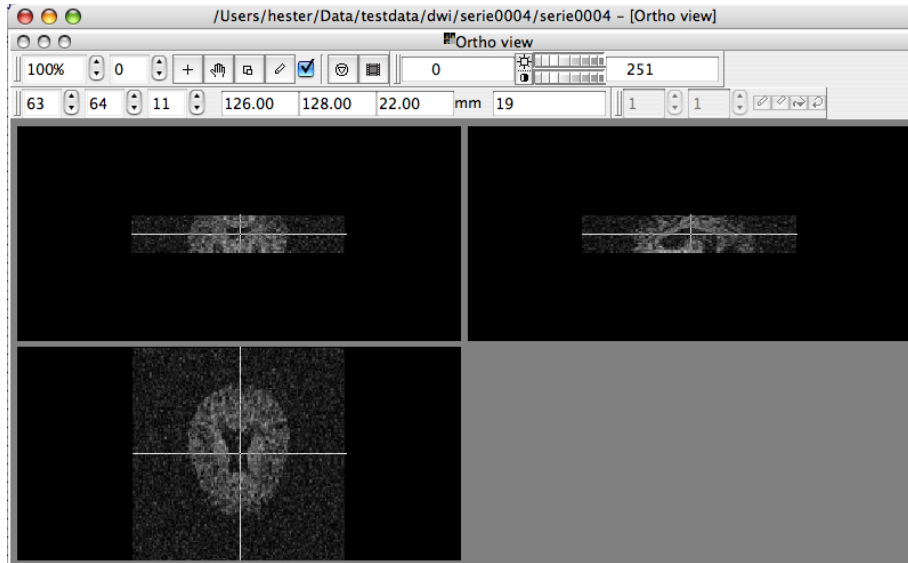 /Users/hester/Data/testdata/dwi/serie0004/serie0004 – [Ortho view]
Ortho view
100% 0 0 251
63 64 11 126.00 128.00 22.00 mm 19 1 1